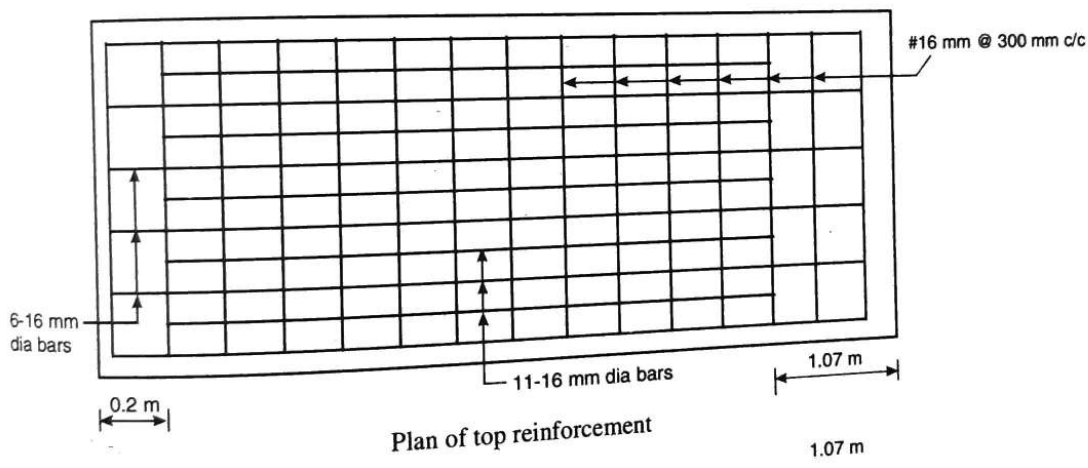 #16 mm @ 300 mm c/c
6-16 mm
dia bars
11-16 mm dia bars
1.07 m
0.2 m
Plan of top reinforcement
1.07 m